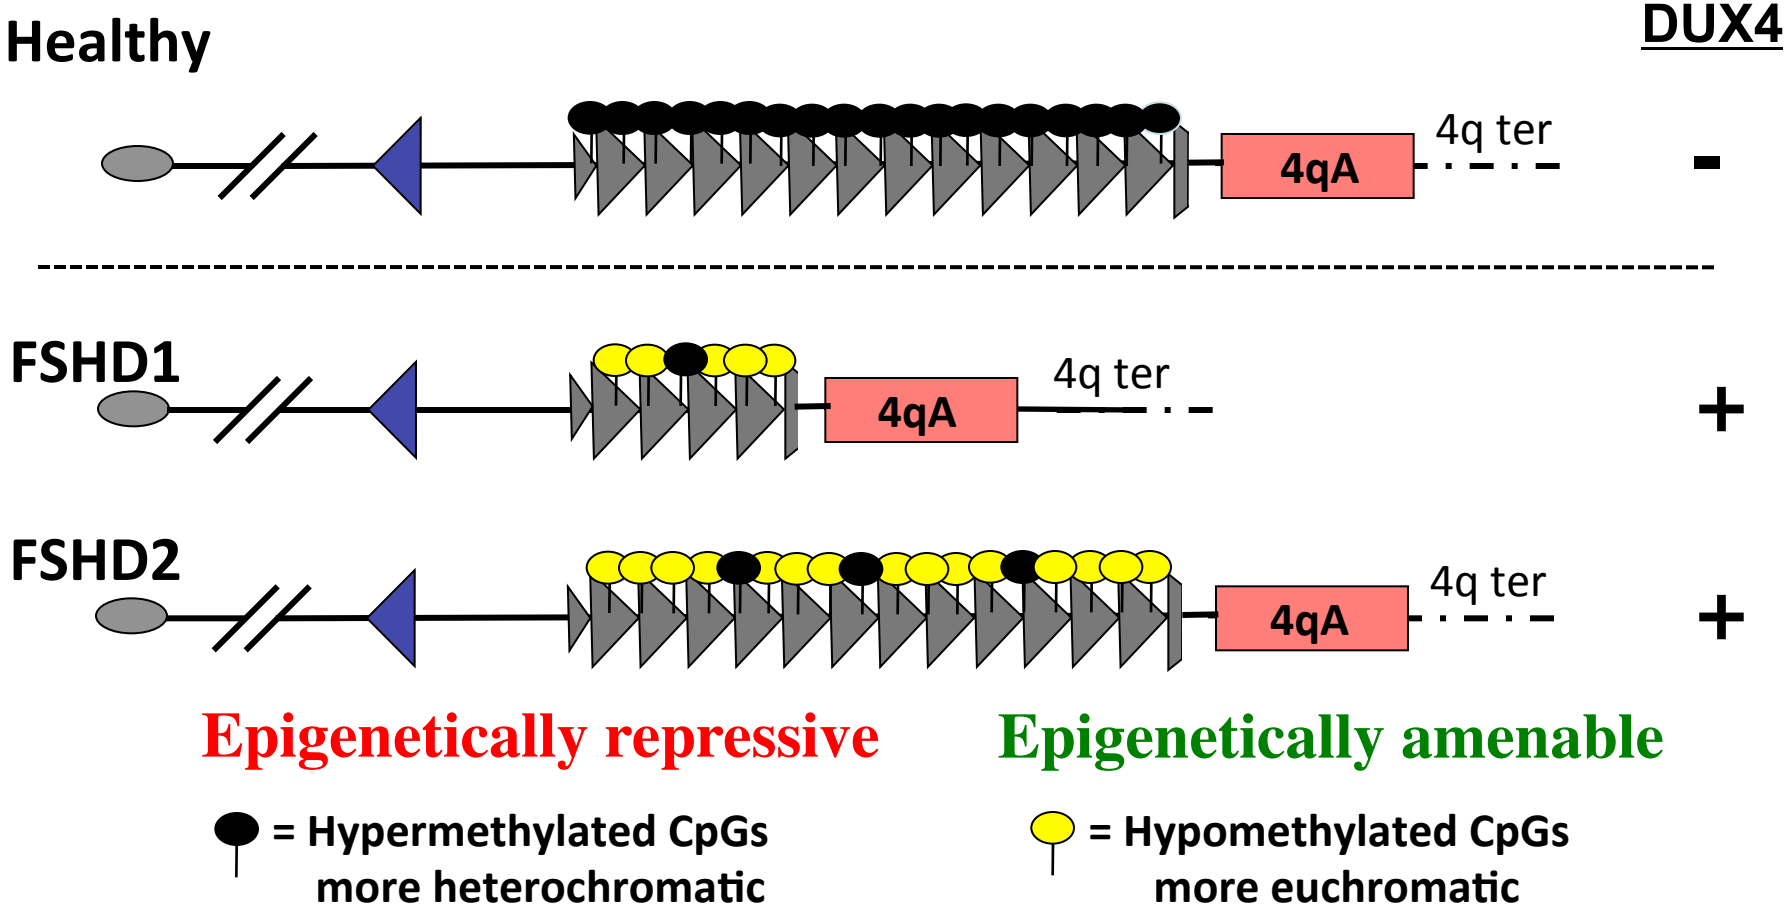 Healthy
DUX4
4q ter
4qA
-
FSHD1
4q ter
4qA
+
FSHD2
4q ter
4qA
+
Epigenetically repressive
Epigenetically amenable
= Hypermethylated CpGs
more heterochromatic
= Hypomethylated CpGs
more euchromatic